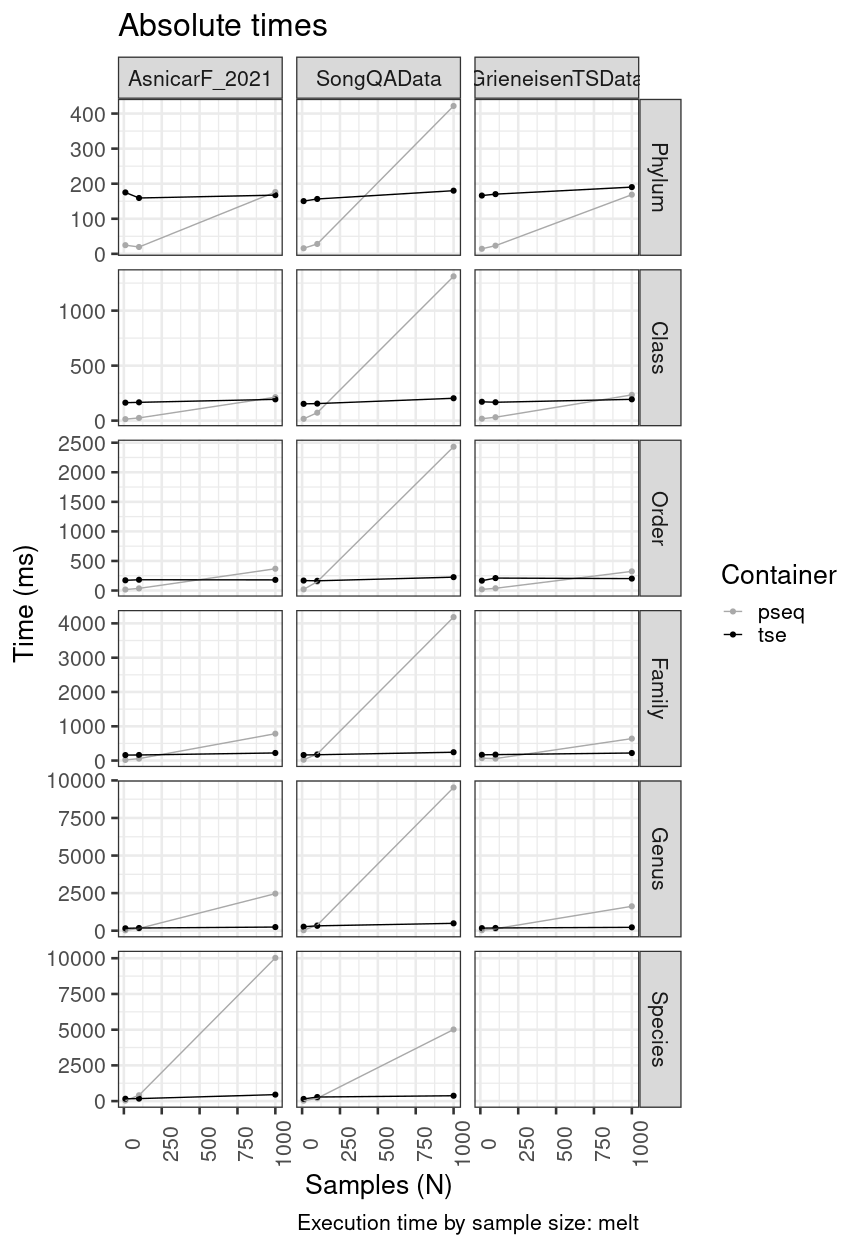 Absolute times
AsnicarF_2021 SongQAData GrieneisenTSData
Phylum
400
300
200
100
0
Class
1000
500
0
Order
2500
2000
1500
1000
500
0
Family
4000
3000
2000
1000
0
Genus
10000
7500
5000
2500
0
Species
10000
7500
5000
2500
0
Time (ms)
0 250 500 750 1000 0 250 500 750 1000 0 250 500 750 1000
Samples (N)
Execution time by sample size: melt
Container
pseq
tse